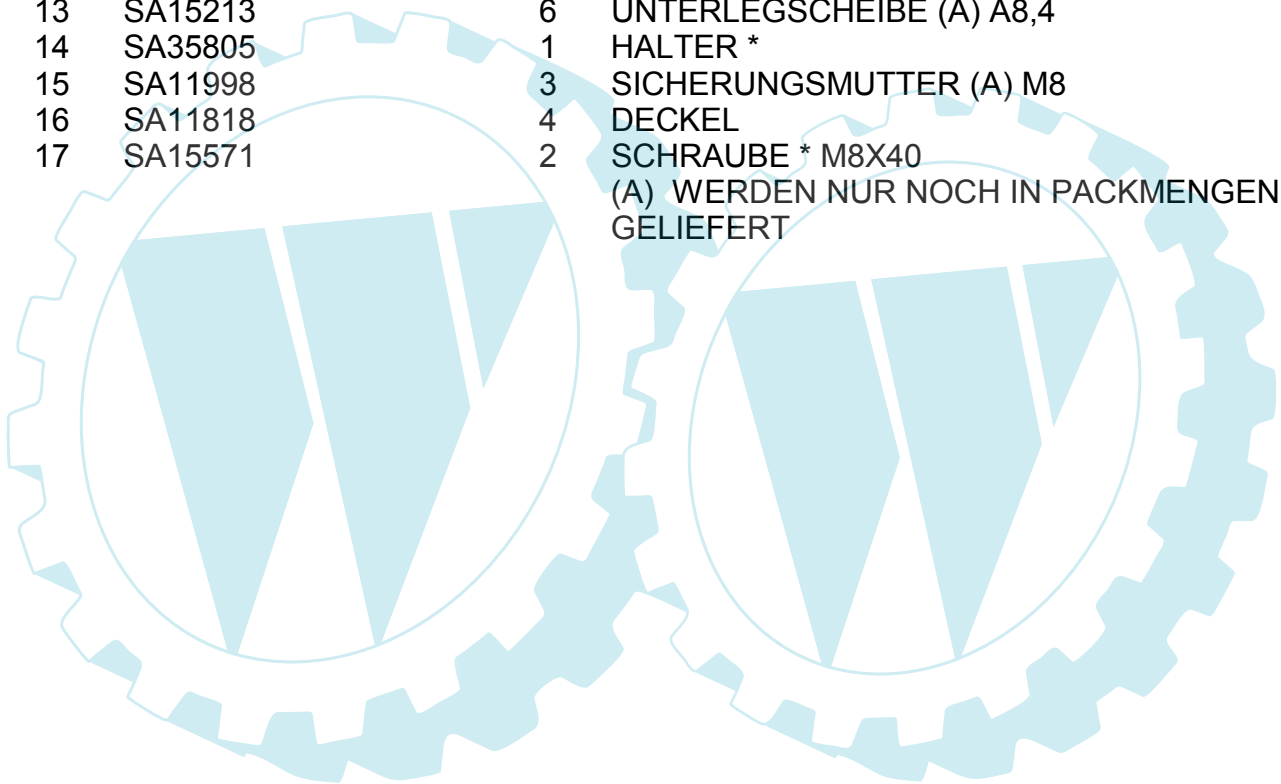 13 SA15213 6 UNTERLEGSCHEIBE (A) A8,4
14 SA35805 1 HALTER *
15 SA11998 3 SICHERUNGSMUTTER (A) M8
16 SA11818 4 DECKEL
17 SA15571 2 SCHRAUBE * M8X40
(A) WERDEN NUR NOCH IN PACKMENGEN
GELIEFERT